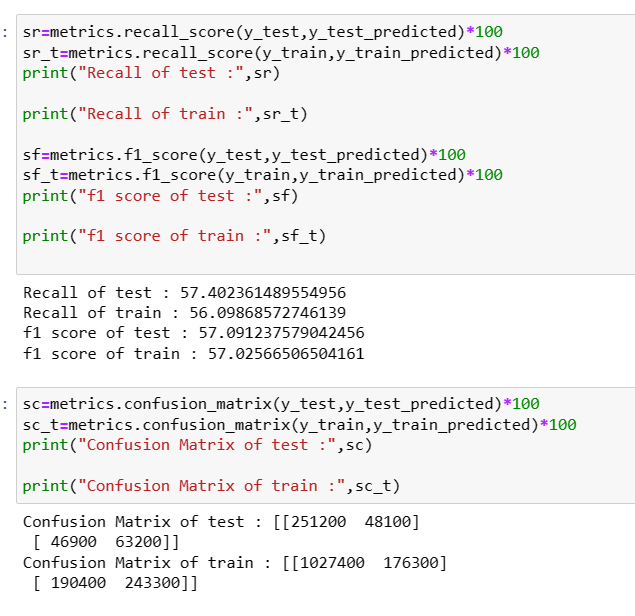 : sr=metrics.recall_score(y_test,y_test_predicted)*100
sr_t=metrics.recall_score(y_train,y_train_predicted)*100
print("Recall of test :",sr)
print("Recall of train :",sr_t)
sf=metrics.f1_score(y_test,y_test_predicted)*100
sf_t=metrics.f1_score(y_train,y_train_predicted)*100
print("f1 score of test :",sf)
print("f1 score of train :",sf_t)
Recall of test : 57.402361489554956
Recall of train : 56.09868572746139
f1 score of test : 57.091237579042456
f1 score of train : 57.02566506504161
: sc=metrics.confusion_matrix(y_test,y_test_predicted)*100
sc_t=metrics.confusion_matrix(y_train,y_train_predicted)*100
print("Confusion Matrix of test :",sc)
print("Confusion Matrix of train :",sc_t)
Confusion Matrix of test : [[251200  48100]
 [ 46900  63200]]
Confusion Matrix of train : [[1027400  176300]
 [ 190400  243300]]